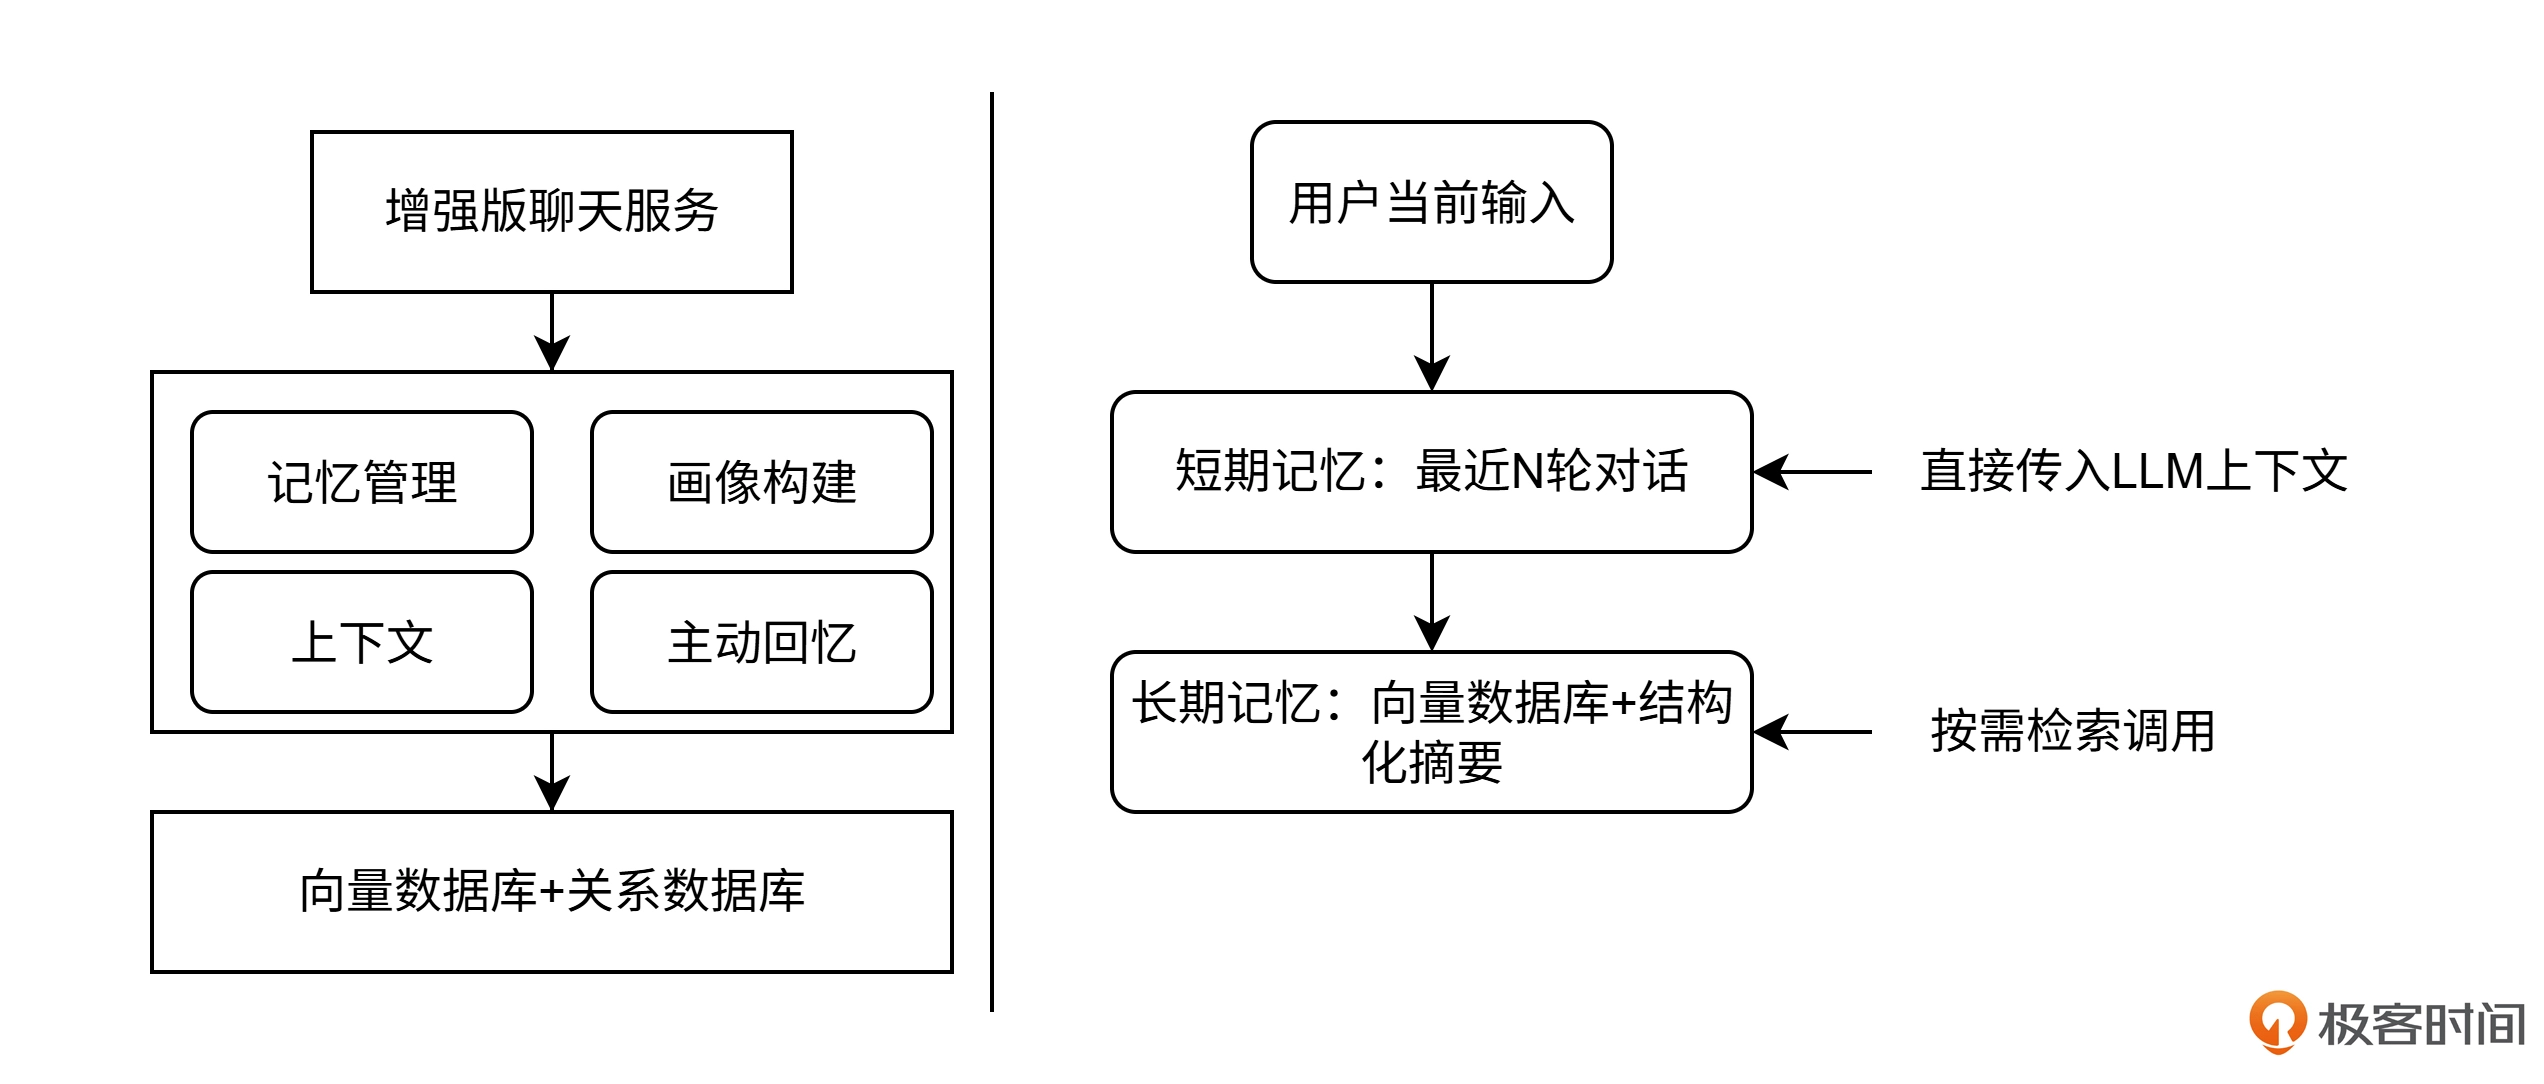 增强版聊天服务
记忆管理
画像构建
上下文
主动回忆
向量数据库+关系数据库
用户当前输入
短期记忆：最近N轮对话
直接传入LLM上下文
长期记忆：向量数据库+结构
化摘要
按需检索调用
极客时间